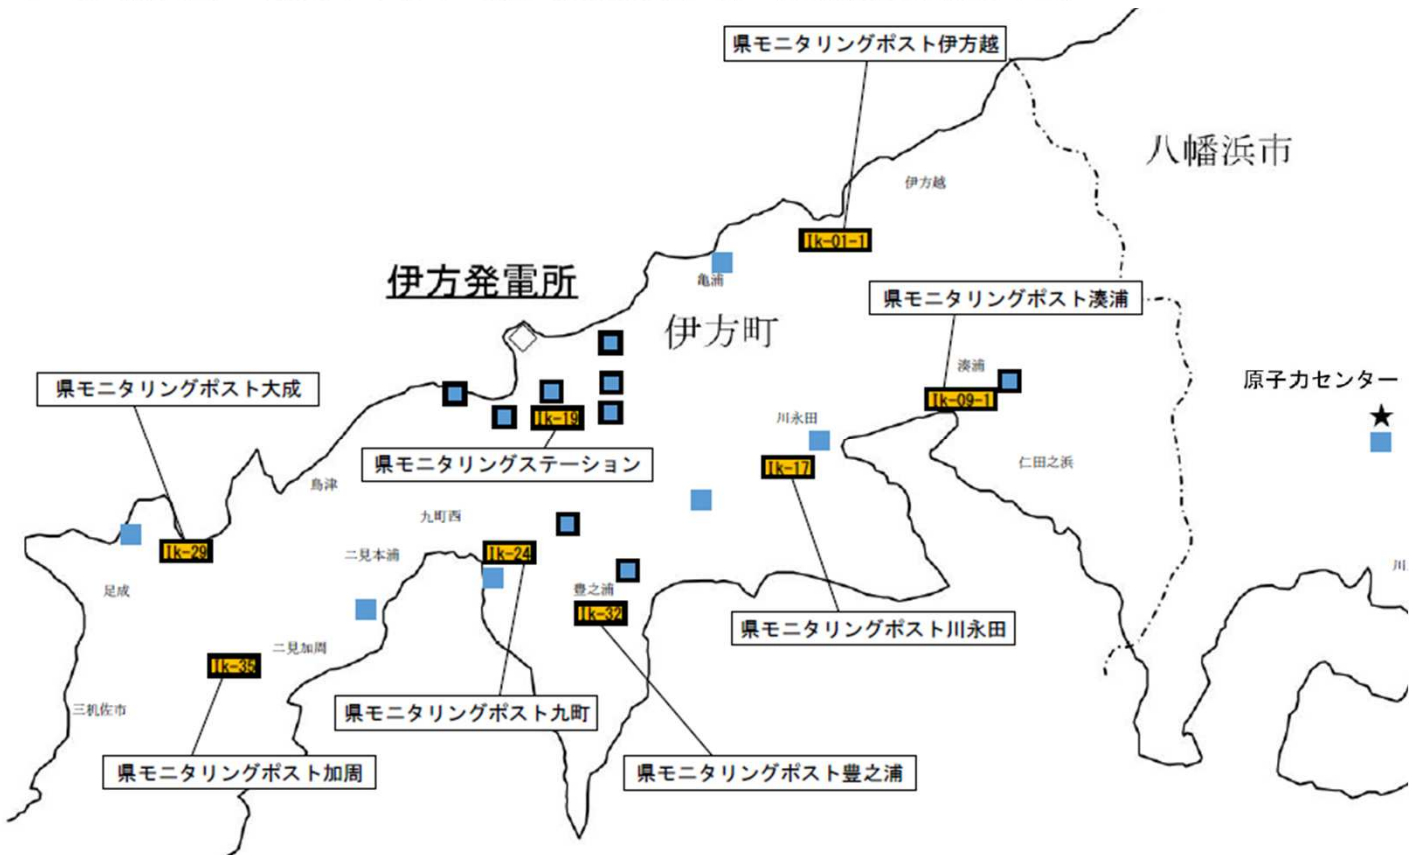 県モニタリングポスト伊方越
八幡浜市
伊方越
Ik-01-1
伊方発電所
亀浦
県モニタリングポスト湊浦
伊方町
湊浦
原子力センター
県モニタリングポスト大成
Ik-09-1
Ik-19
川永田
★
県モニタリングステーション
Ik-17
仁田之浜
鳥津
九町西
Ik-29
二見本浦
Ik-24
足成
豊之浦
Ik-32
県モニタリングポスト川永田
二見加周
Ik-35
三机佐市
県モニタリングポスト九町
県モニタリングポスト加周
県モニタリングポスト豊之浦